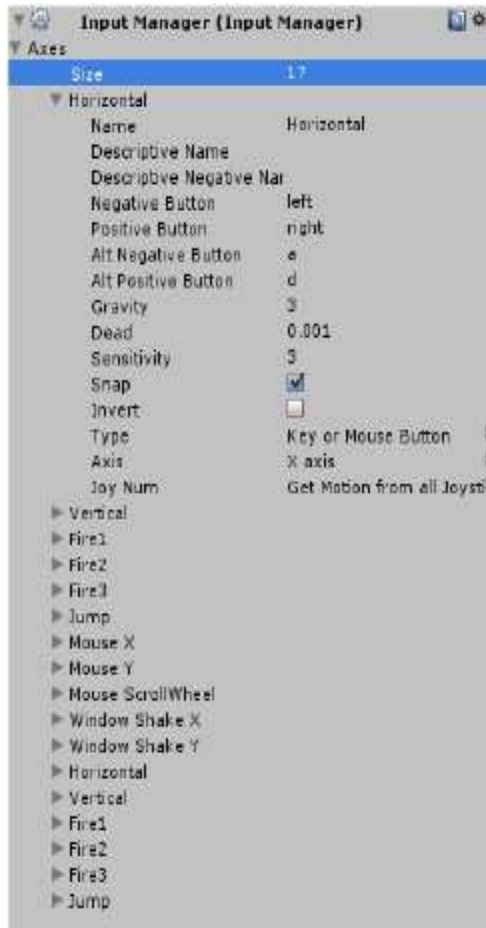 Input Manager (Input Manager)
Axes
Size 17
Horizontal
Name Horizontal
Descriptive Name
Descriptive Negative Nar
Negative Button left
Positive Button right
Alt Negative Button a
Alt Positive Button d
Gravity 3
Dead 0.001
Sensitivity 3
Snap
Invert
Type Key or Mouse Button
Axis X axis
Joy Num Get Motion from all Joysti
Vertical
Fire1
Fire2
Fire3
Jump
Mouse X
Mouse Y
Mouse ScrollWheel
Window Shake X
Window Shake Y
Horizontal
Vertical
Fire1
Fire2
Fire3
Jump